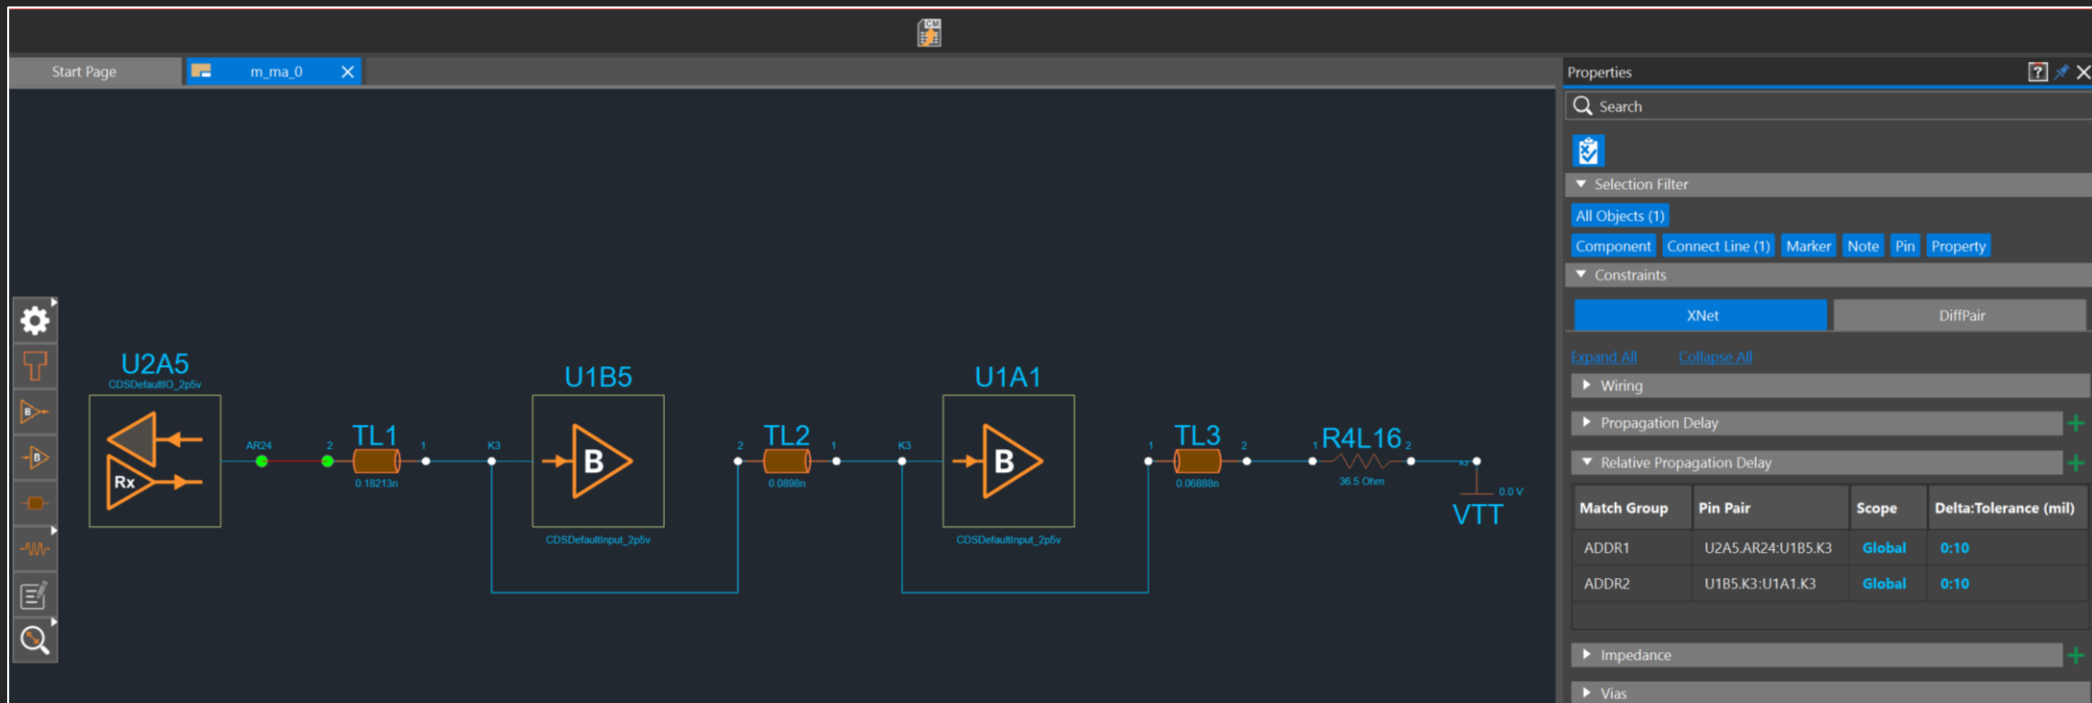 CM
Start Page
m_ma_0
Properties
?
Search
Selection Filter
All Objects (1)
Component Connect Line (1) Marker Note Pin Property
Constraints
XNet DiffPair
Expand All Collapse All
Wiring
Propagation Delay
Relative Propagation Delay
Match Group Pin Pair Scope Delta:Tolerance (mil)
ADDR1 U2A5.AR24:U1B5.K3 Global 0:10
ADDR2 U1B5.K3:U1A1.K3 Global 0:10
Impedance
Vias
B
B
U2A5
CDSDefaultIO_2p5v
Rx
AR24
2 TL1 1
0.18213n
U1B5
K3
B
CDSDefaultInput_2p5v
2 TL2 1
0.0898n
U1A1
K3
B
CDSDefaultInput_2p5v
1 TL3 2
0.06888n
1 R4L16 2
36.5 Ohm
0.0 V
VTT